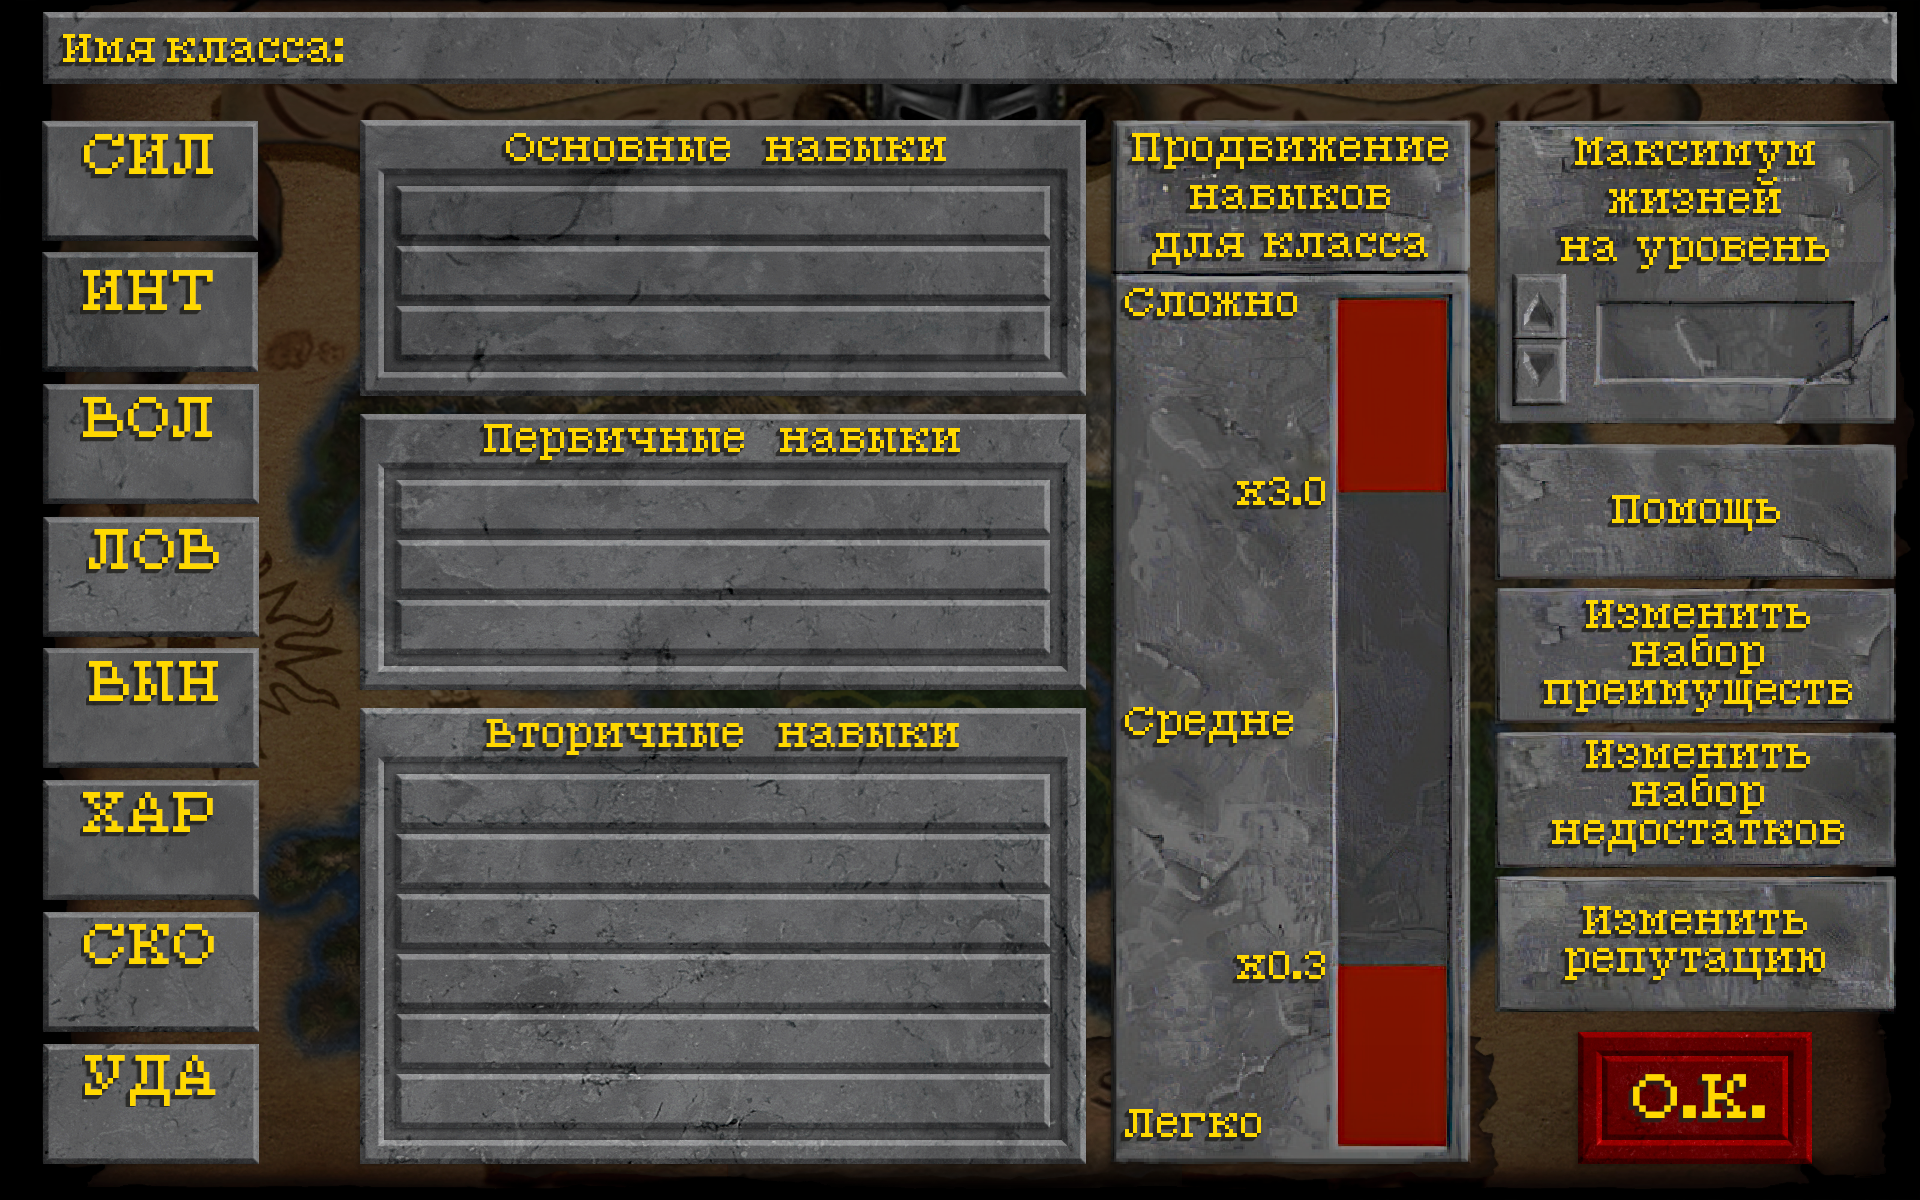 Имя класса:
СИЛ
ИНТ
ВОЛ
ЛОВ
ВЫН
ХАР
СКО
УДА
Основные навыки
Первичные навыки
Вторичные навыки
Продвижение
навыков
для класса
Сложно
x3.0
Средне
x0.3
Легко
Максимум
жизней
на уровень
Помощь
Изменить
набор
преимуществ
Изменить
набор
недостатков
Изменить
репутацию
О.К.